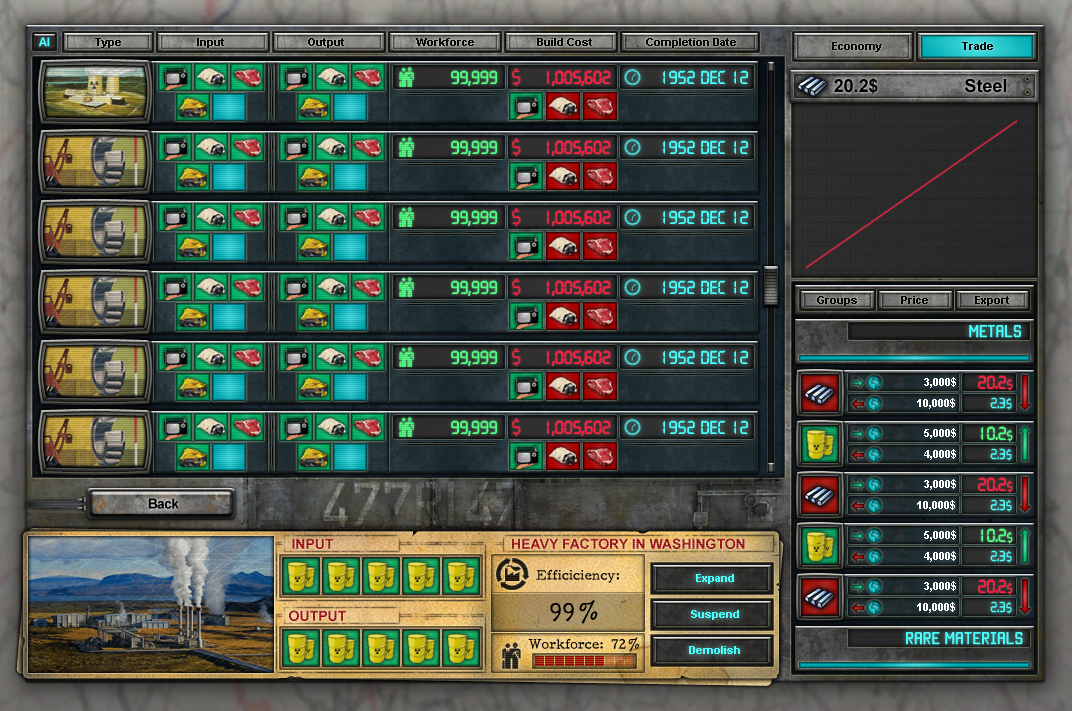 AI Type Input Output Workforce Build Cost Completion Date
99,999 $ 1,005,602 1952 DEC 12
99,999 $ 1,005,602 1952 DEC 12
99,999 $ 1,005,602 1952 DEC 12
99,999 $ 1,005,602 1952 DEC 12
99,999 $ 1,005,602 1952 DEC 12
99,999 $ 1,005,602 1952 DEC 12
Back
INPUT
OUTPUT
HEAVY FACTORY IN WASHINGTON
Efficiciency:
99%
Workforce: 72%
Expand
Suspend
Demolish
Economy Trade
20.2$ Steel
Groups Price Export
METALS
3,000$ 20.2$
10,000$ 2.3$
5,000$ 10.2$
4,000$ 2.3$
3,000$ 20.2$
10,000$ 2.3$
5,000$ 10.2$
4,000$ 2.3$
3,000$ 20.2$
10,000$ 2.3$
RARE MATERIALS